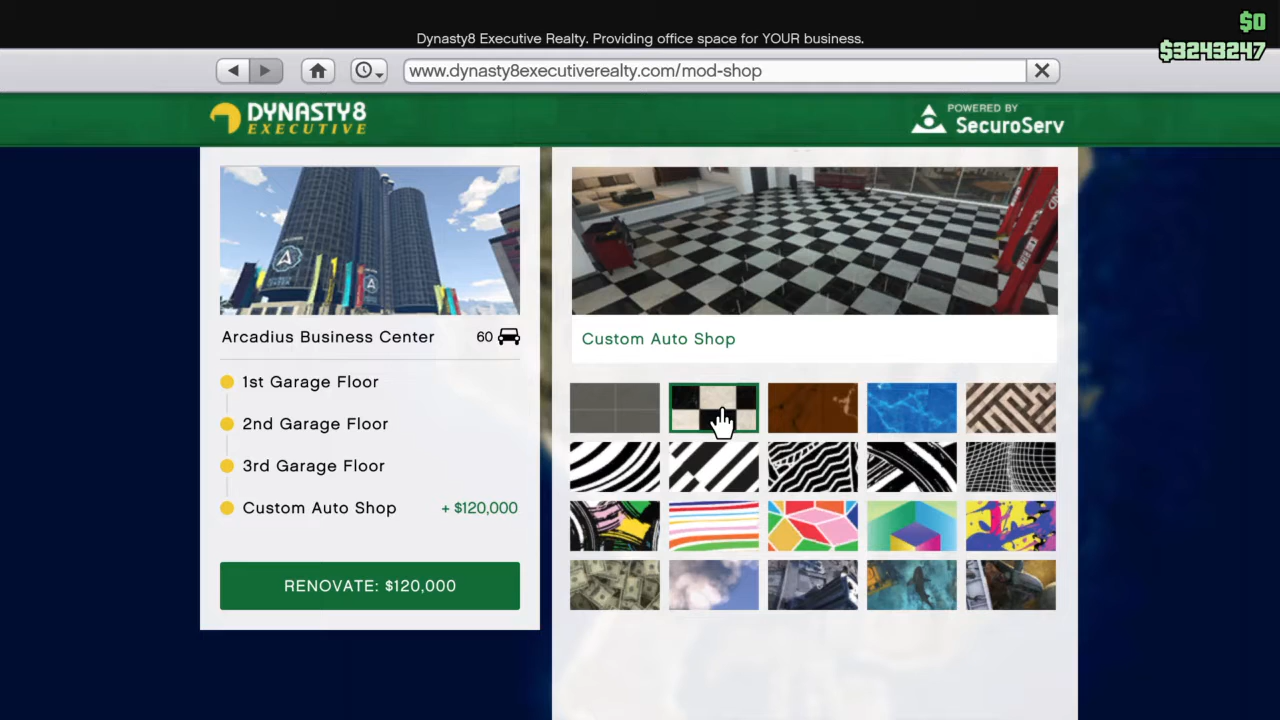 $0
$3243247
Dynasty8 Executive Realty. Providing office space for YOUR business.
www.dynasty8executiverealty.com/mod-shop
DYNASTY8
EXECUTIVE
POWERED BY
SecuroServ
Arcadius Business Center 60
1st Garage Floor
2nd Garage Floor
3rd Garage Floor
Custom Auto Shop + $120,000
RENOVATE: $120,000
Custom Auto Shop